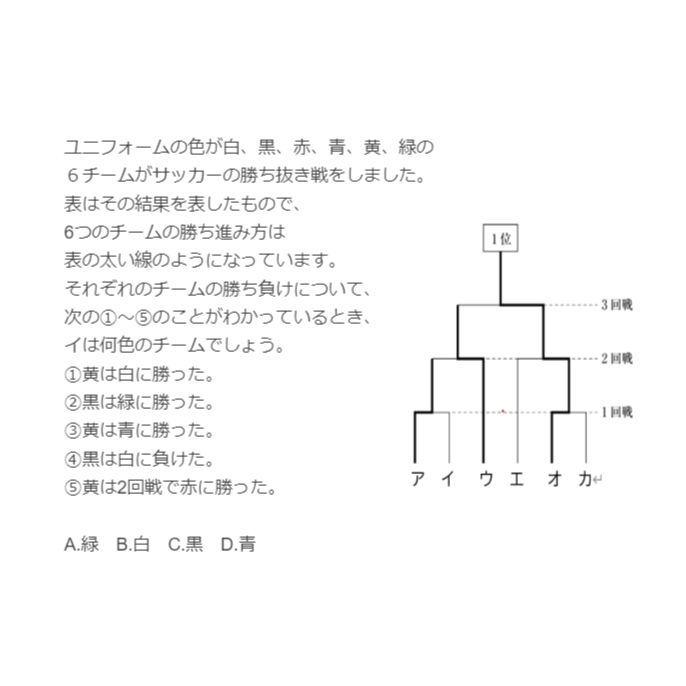 ユニフォームの色が白、黒、赤、青、黄、緑の
６チームがサッカーの勝ち抜き戦をしました。
表はその結果を表したもので、
6つのチームの勝ち進み方は
表の太い線のようになっています。
それぞれのチームの勝ち負けについて、
次の①～⑤のことがわかっているとき、
イは何色のチームでしょう。
①黄は白に勝った。
②黒は緑に勝った。
③黄は青に勝った。
④黒は白に負けた。
⑤黄は2回戦で赤に勝った。
A.緑　B.白　C.黒　D.青
1位
3回戦
2回戦
1回戦
ア イ ウ エ オ カ↵